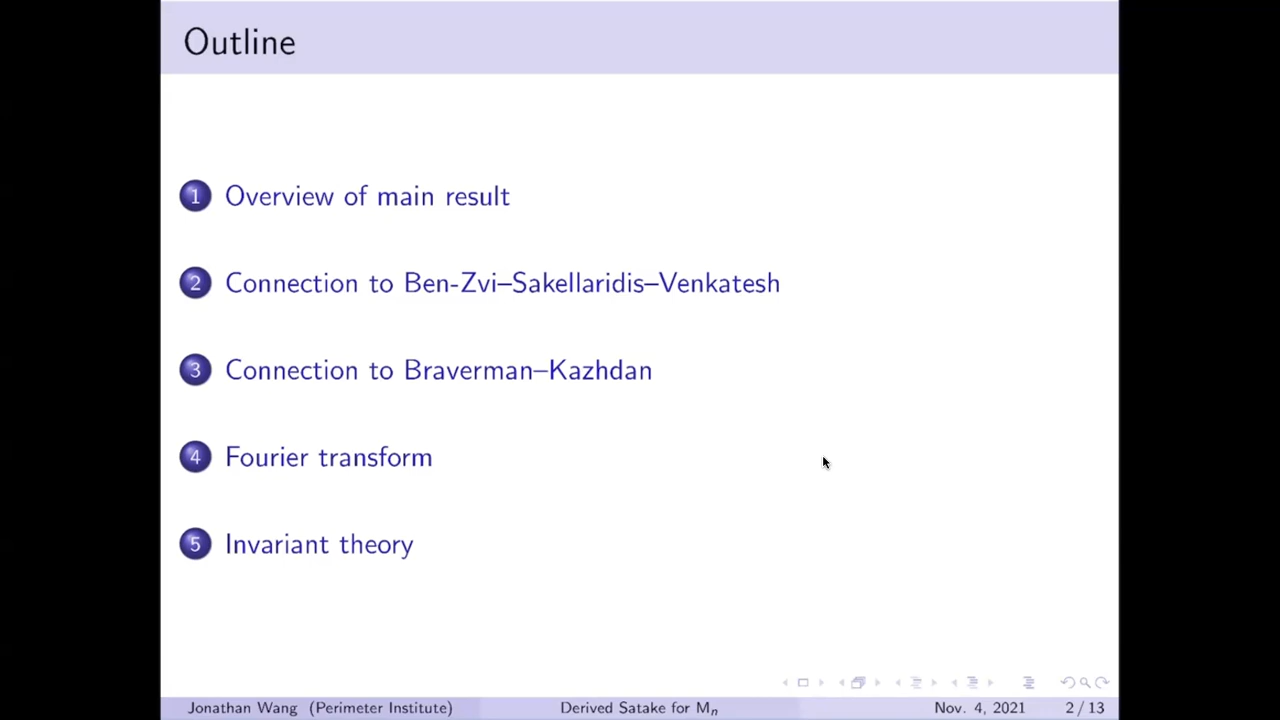 Outline
1 Overview of main result
2 Connection to Ben-Zvi–Sakellaridis–Venkatesh
3 Connection to Braverman–Kazhdan
4 Fourier transform
5 Invariant theory
Jonathan Wang (Perimeter Institute) Derived Satake for Mₙ Nov. 4, 2021 2 / 13